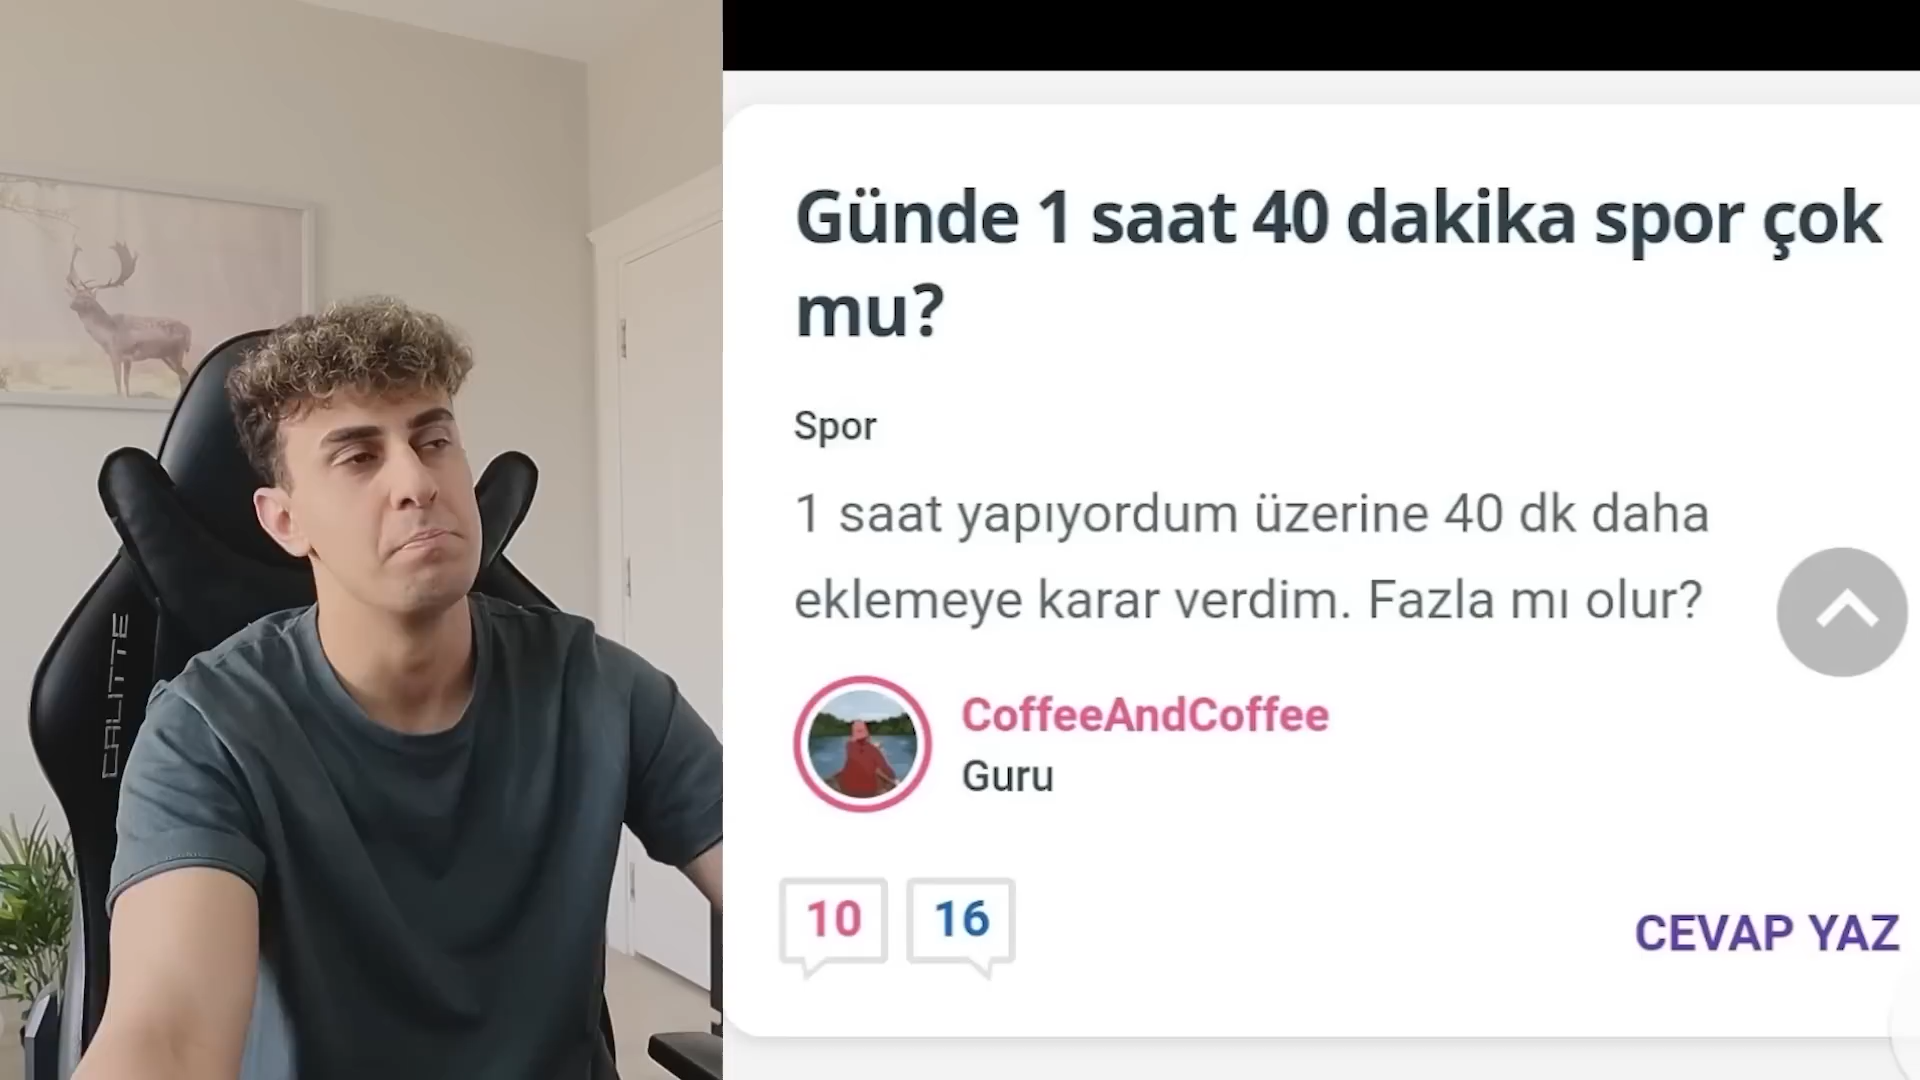 CALITTE
Günde 1 saat 40 dakika spor çok
mu?
Spor
1 saat yapıyordum üzerine 40 dk daha
eklemeye karar verdim. Fazla mı olur?
CoffeeAndCoffee
Guru
10
16
CEVAP YAZ